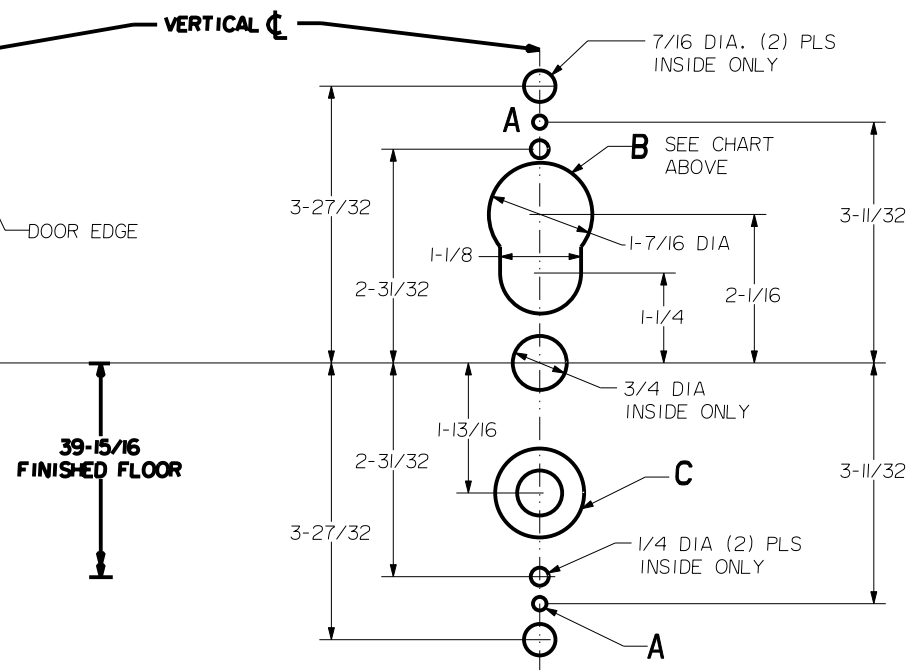 VERTICAL ℄
7/16 DIA. (2) PLS
INSIDE ONLY
A
B SEE CHART
ABOVE
3-27/32
3-11/32
DOOR EDGE
1-7/16 DIA
1-1/8
2-31/32
2-1/16
1-1/4
3/4 DIA
INSIDE ONLY
1-13/16
39-15/16
FINISHED FLOOR
2-31/32
C
3-11/32
3-27/32
1/4 DIA (2) PLS
INSIDE ONLY
A